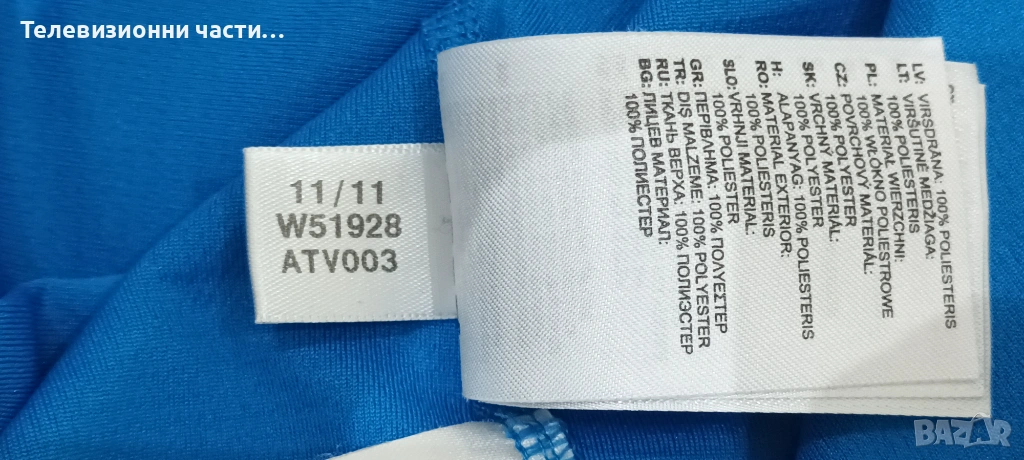 Телевизионни части...
11/11
W51928
ATV003
LV: VIRSDRĀNA: 100% POLIESTERIS
LT: VIRŠUTINĖ MEDŽIAGA:
100% POLIESTERIS
PL: MATERIAŁ WIERZCHNI:
100% WŁÓKNO POLIESTROWE
CZ: POVRCHOVÝ MATERIÁL:
100% POLYESTER
SK: VRCHNÝ MATERIÁL:
100% POLYESTER
H: ALAPANYAG: 100% POLIESTERIS
RO: MATERIAL EXTERIOR:
100% POLIESTERIS
SLO: VRHNJI MATERIAL:
100% POLIESTER
GR: ΠΕΡΙΒΛΗΜΑ: 100% ΠΟΛΥΕΣΤΕΡ
TR: DIŞ MALZEME: 100% POLYESTER
RU: ТКАНЬ ВЕРХА: 100% ПОЛИЭСТЕР
BG: ЛИЦЕВ МАТЕРИАЛ:
100% ПОЛИЕСТЕР
BAZAR